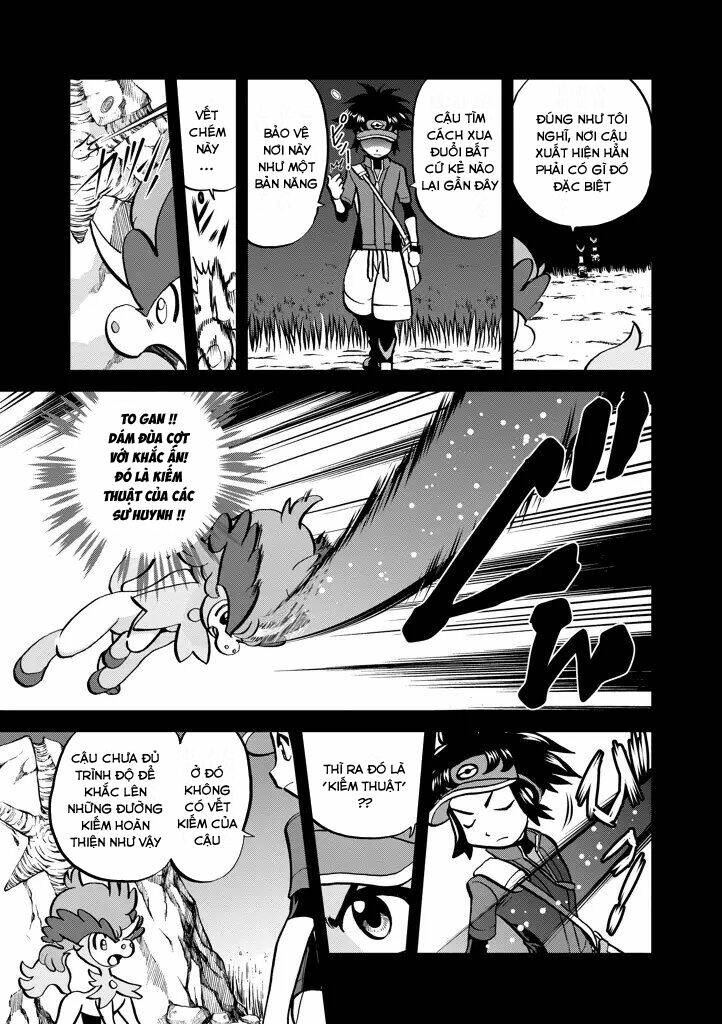 ĐÚNG NHƯ TÔI
NGHĨ, NƠI CẬU
XUẤT HIỆN HẲN
PHẢI CÓ GÌ ĐÓ
ĐẶC BIỆT
CẬU TÌM
CÁCH XUA
ĐUỔI BẤT
CỨ KẺ NÀO
LẠI GẦN ĐÂY
BẢO VỆ
NƠI NÀY
NHƯ MỘT
BẢN NĂNG
VẾT
CHÉM NÀY
...
TO GAN !!
DÁM ĐÙA CỢT
VỚI KHẮC ẤN!
ĐÓ LÀ KIẾM
THUẬT CỦA CÁC
SƯ HUYNH !!
THÌ RA ĐÓ LÀ
‘KIẾM THUẬT’
??
Ở ĐÓ
KHÔNG
CÓ VẾT
KIẾM CỦA
CẬU
CẬU CHƯA ĐỦ
TRÌNH ĐỘ ĐỂ
KHẮC LÊN
NHỮNG ĐƯỜNG
KIẾM HOÀN
THIỆN NHƯ VẬY